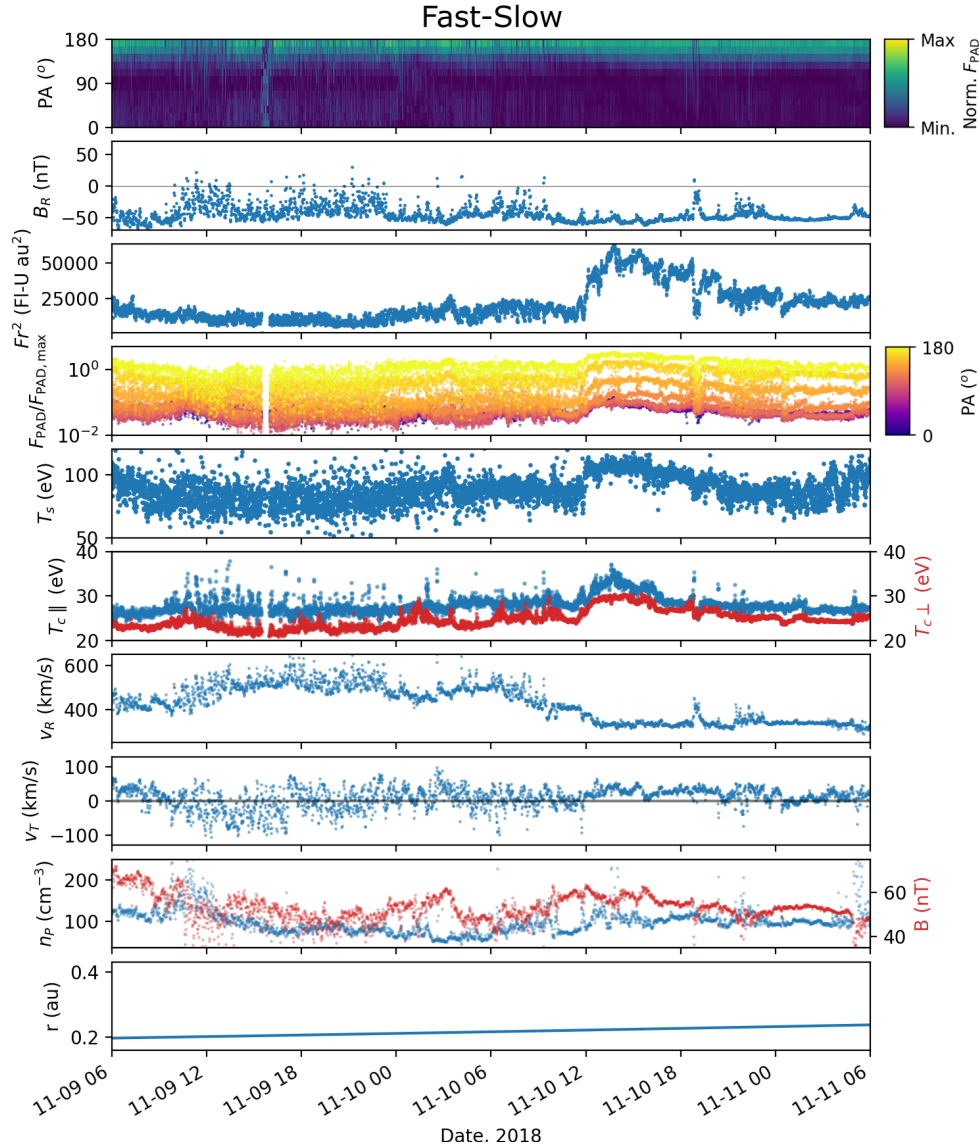 Fast-Slow
180
90
0
PA (°)
Max
Min.
Norm. F_PAD
50
0
−50
B_R (nT)
50000
25000
Fr² (FI-U au²)
10⁰
10⁻²
F_PAD/F_PAD,max
180
0
PA (°)
100
50
T_s (eV)
40
30
20
T_c ∥ (eV)
40
30
20
T_c ⊥ (eV)
600
400
v_R (km/s)
100
0
−100
v_T (km/s)
200
100
n_P (cm⁻³)
60
40
B (nT)
0.4
0.2
r (au)
11-09 06
11-09 12
11-09 18
11-10 00
11-10 06
11-10 12
11-10 18
11-11 00
11-11 06
Date, 2018